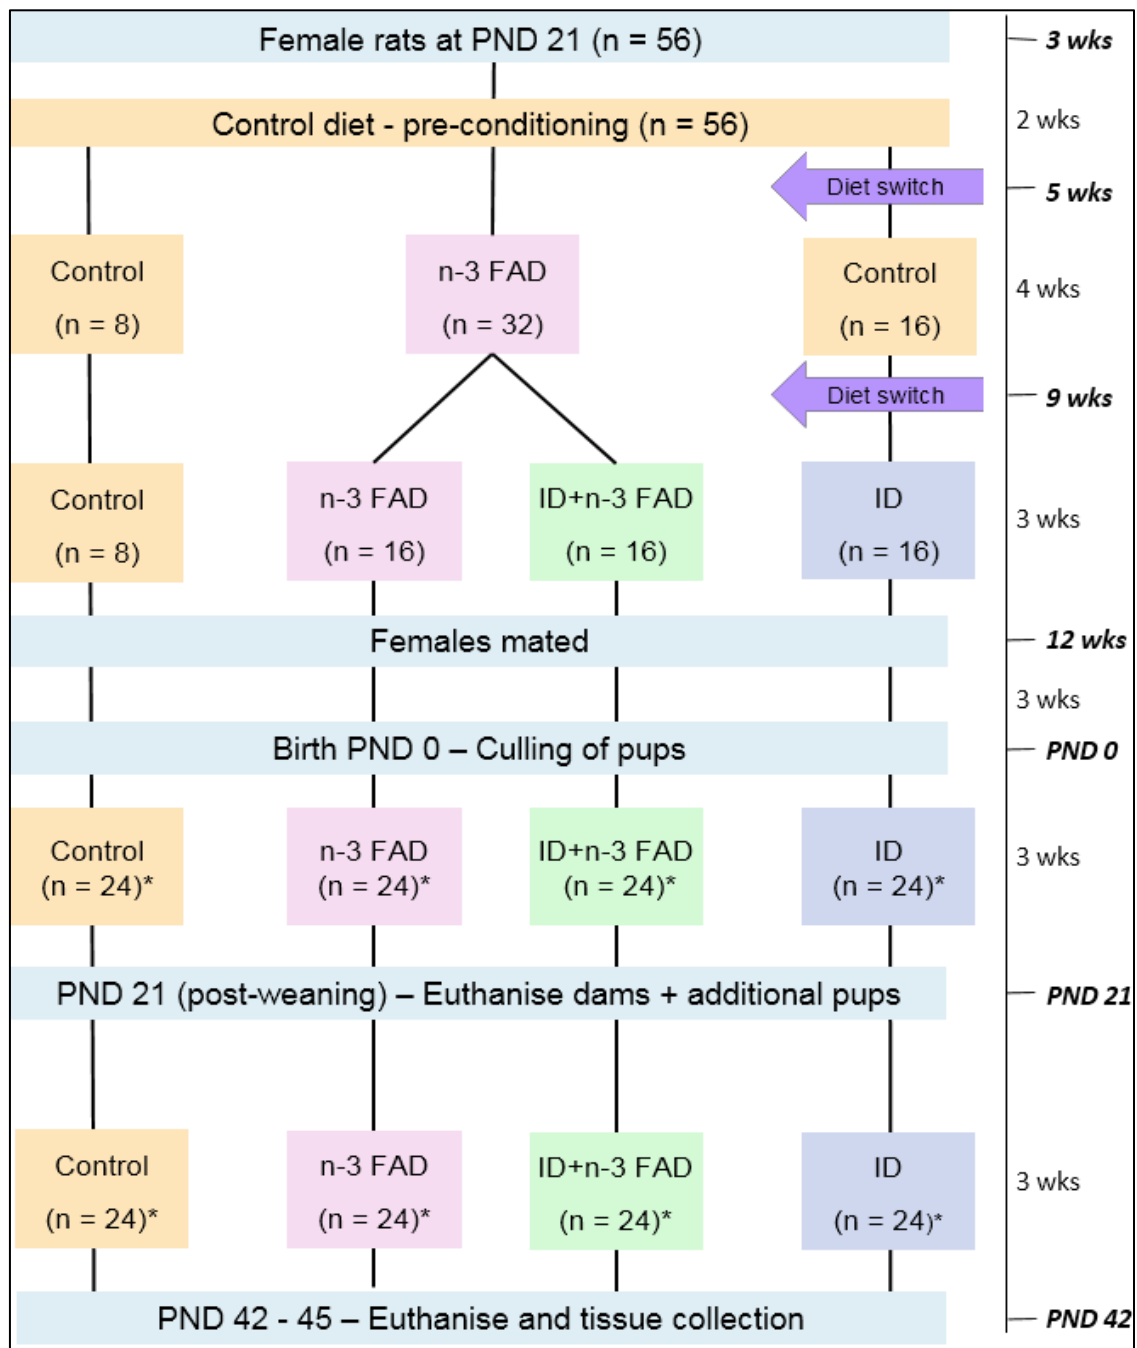 Female rats at PND 21 (n = 56)
3 wks
Control diet - pre-conditioning (n = 56)
2 wks
Diet switch
5 wks
Control
(n = 8)
n-3 FAD
(n = 32)
Control
(n = 16)
4 wks
Diet switch
9 wks
Control
(n = 8)
n-3 FAD
(n = 16)
ID+n-3 FAD
(n = 16)
ID
(n = 16)
3 wks
Females mated
12 wks
3 wks
Birth PND 0 – Culling of pups
PND 0
Control
(n = 24)*
n-3 FAD
(n = 24)*
ID+n-3 FAD
(n = 24)*
ID
(n = 24)*
3 wks
PND 21 (post-weaning) – Euthanise dams + additional pups
PND 21
Control
(n = 24)*
n-3 FAD
(n = 24)*
ID+n-3 FAD
(n = 24)*
ID
(n = 24)*
3 wks
PND 42 - 45 – Euthanise and tissue collection
PND 42